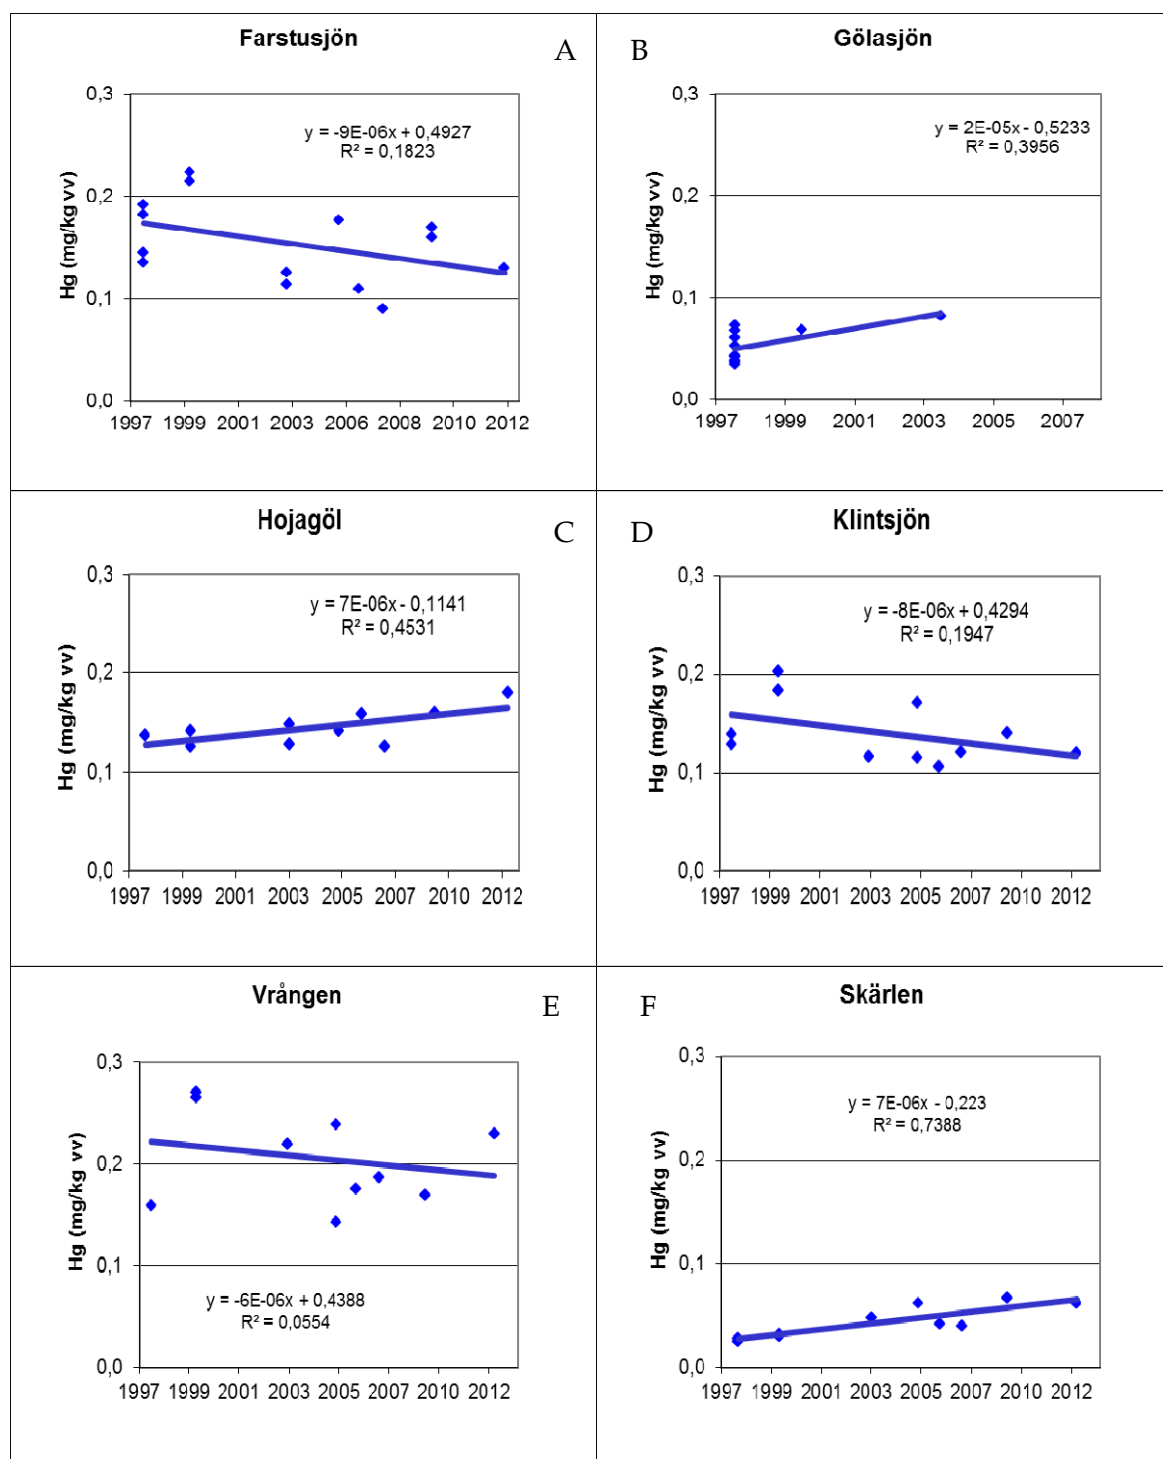 Farstusjön
A
0,3
y = -9E-06x + 0,4927
R² = 0,1823
0,2
0,1
0,0
Hg (mg/kg vv)
1997 1999 2001 2003 2006 2008 2010 2012
B
Gölasjön
0,3
y = 2E-05x - 0,5233
R² = 0,3956
0,2
0,1
0,0
Hg (mg/kg vv)
1997 1999 2001 2003 2005 2007
Hojagöl
C
0,3
y = 7E-06x - 0,1141
R² = 0,4531
0,2
0,1
0,0
Hg (mg/kg vv)
1997 1999 2001 2003 2005 2007 2010 2012
D
Klintsjön
0,3
y = -8E-06x + 0,4294
R² = 0,1947
0,2
0,1
0,0
Hg (mg/kg vv)
1997 1999 2001 2003 2005 2007 2010 2012
Vrången
E
0,3
0,2
0,1
y = -6E-06x + 0,4388
R² = 0,0554
0,0
Hg (mg/kg vv)
1997 1999 2001 2003 2005 2007 2010 2012
F
Skärlen
0,3
y = 7E-06x - 0,223
R² = 0,7388
0,2
0,1
0,0
Hg (mg/kg vv)
1997 1999 2001 2003 2005 2007 2010 2012